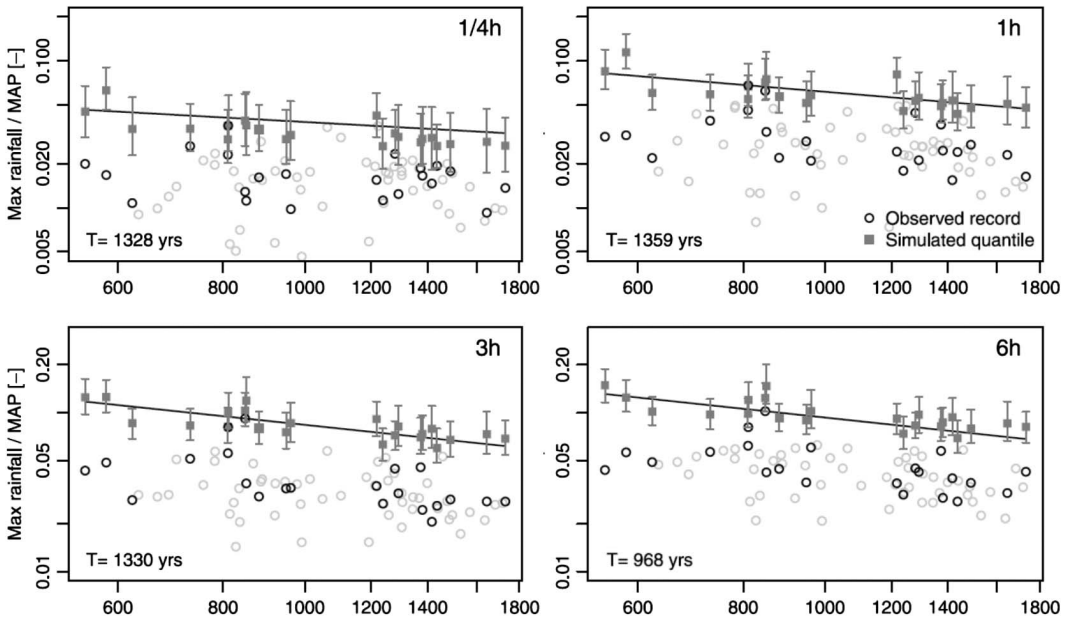 1/4h
Max rainfall / MAP [–]
0.100
0.020
0.005
T= 1328 yrs
600 800 1000 1200 1400 1800
1h
0.100
0.020
0.005
Observed record
Simulated quantile
T= 1359 yrs
600 800 1000 1200 1400 1800
3h
Max rainfall / MAP [–]
0.20
0.05
0.01
T= 1330 yrs
600 800 1000 1200 1400 1800
6h
0.20
0.05
0.01
T= 968 yrs
600 800 1000 1200 1400 1800